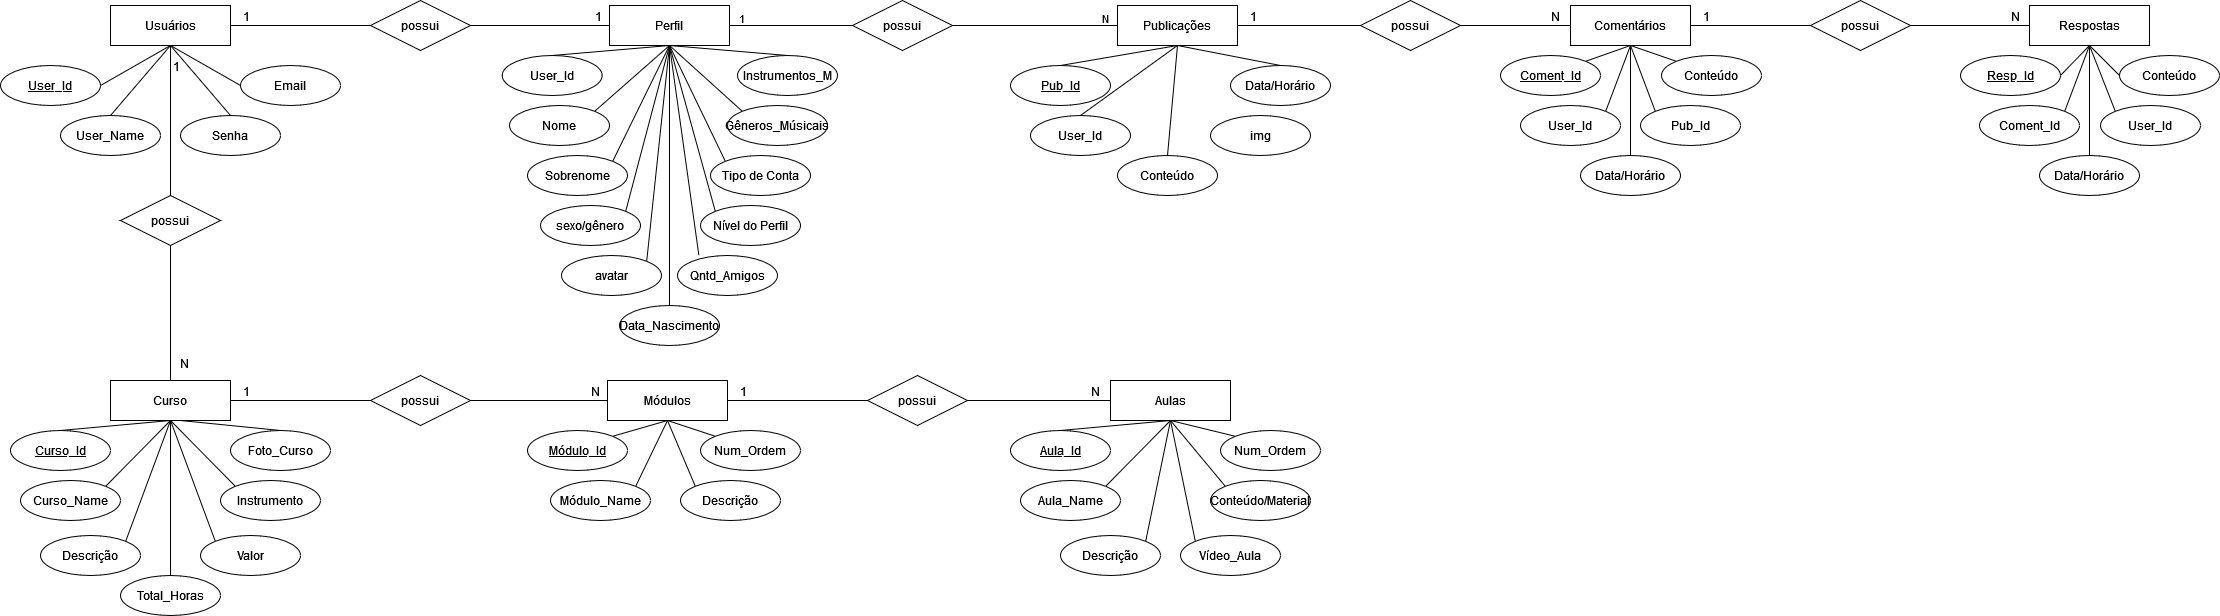 Usuários
1
possui
1
Perfil
1
possui
N
Publicações
1
possui
N
Comentários
1
possui
N
Respostas
1
User_Id
Email
User_Name
Senha
User_Id
Instrumentos_M
Nome
Gêneros_Músicais
Sobrenome
Tipo de Conta
sexo/gênero
Nível do Perfil
avatar
Qntd_Amigos
Data_Nascimento
Pub_Id
Data/Horário
User_Id
img
Conteúdo
Coment_Id
Conteúdo
User_Id
Pub_Id
Data/Horário
Resp_Id
Conteúdo
Coment_Id
User_Id
Data/Horário
possui
N
Curso
1
possui
N
Módulos
1
possui
N
Aulas
Curso_Id
Foto_Curso
Curso_Name
Instrumento
Descrição
Valor
Total_Horas
Módulo_Id
Num_Ordem
Módulo_Name
Descrição
Aula_Id
Num_Ordem
Aula_Name
Conteúdo/Material
Descrição
Vídeo_Aula